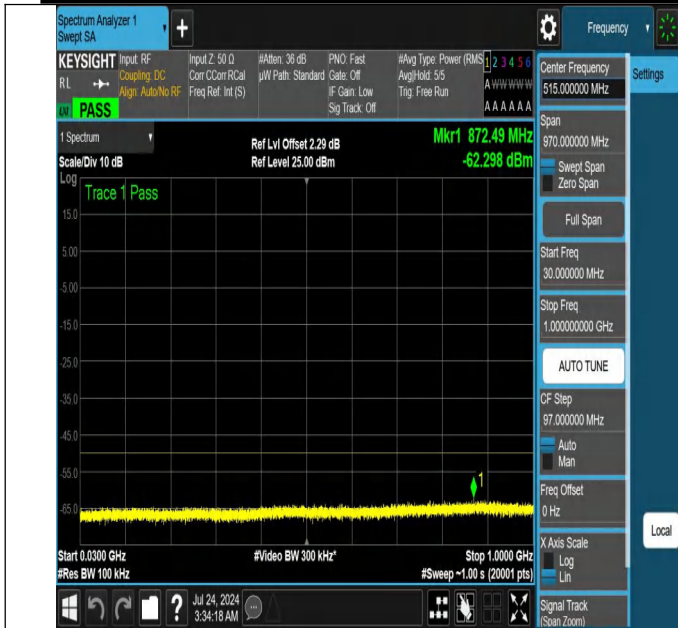 Spectrum Analyzer 1
Swept SA
+
Frequency
KEYSIGHT
Input: RF
Input Z: 50 Ω
#Atten: 36 dB
PNO: Fast
#Avg Type: Power (RMS
1 2 3 4 5 6
RL
Coupling: DC
Corr CCorr RCal
µW Path: Standard
Gate: Off
Avg|Hold: 5/5
A W W W W W
Align: Auto/No RF
Freq Ref: Int (S)
IF Gain: Low
Trig: Free Run
Sig Track: Off
A A A A A A
PASS
1 Spectrum
Ref Lvl Offset 2.29 dB
Mkr1 872.49 MHz
Scale/Div 10 dB
Ref Level 25.00 dBm
-62.298 dBm
Log
Trace 1 Pass
15.0
5.00
-5.00
-15.0
-25.0
-35.0
-45.0
-55.0
-65.0
1
Start 0.0300 GHz
#Video BW 300 kHz*
Stop 1.0000 GHz
#Res BW 100 kHz
#Sweep ~1.00 s (20001 pts)
?
Jul 24, 2024
3:34:18 AM
Center Frequency
515.000000 MHz
Settings
Span
970.000000 MHz
Swept Span
Zero Span
Full Span
Start Freq
30.000000 MHz
Stop Freq
1.000000000 GHz
AUTO TUNE
CF Step
97.000000 MHz
Auto
Man
Freq Offset
0 Hz
X Axis Scale
Log
Lin
Local
Signal Track
(Span Zoom)